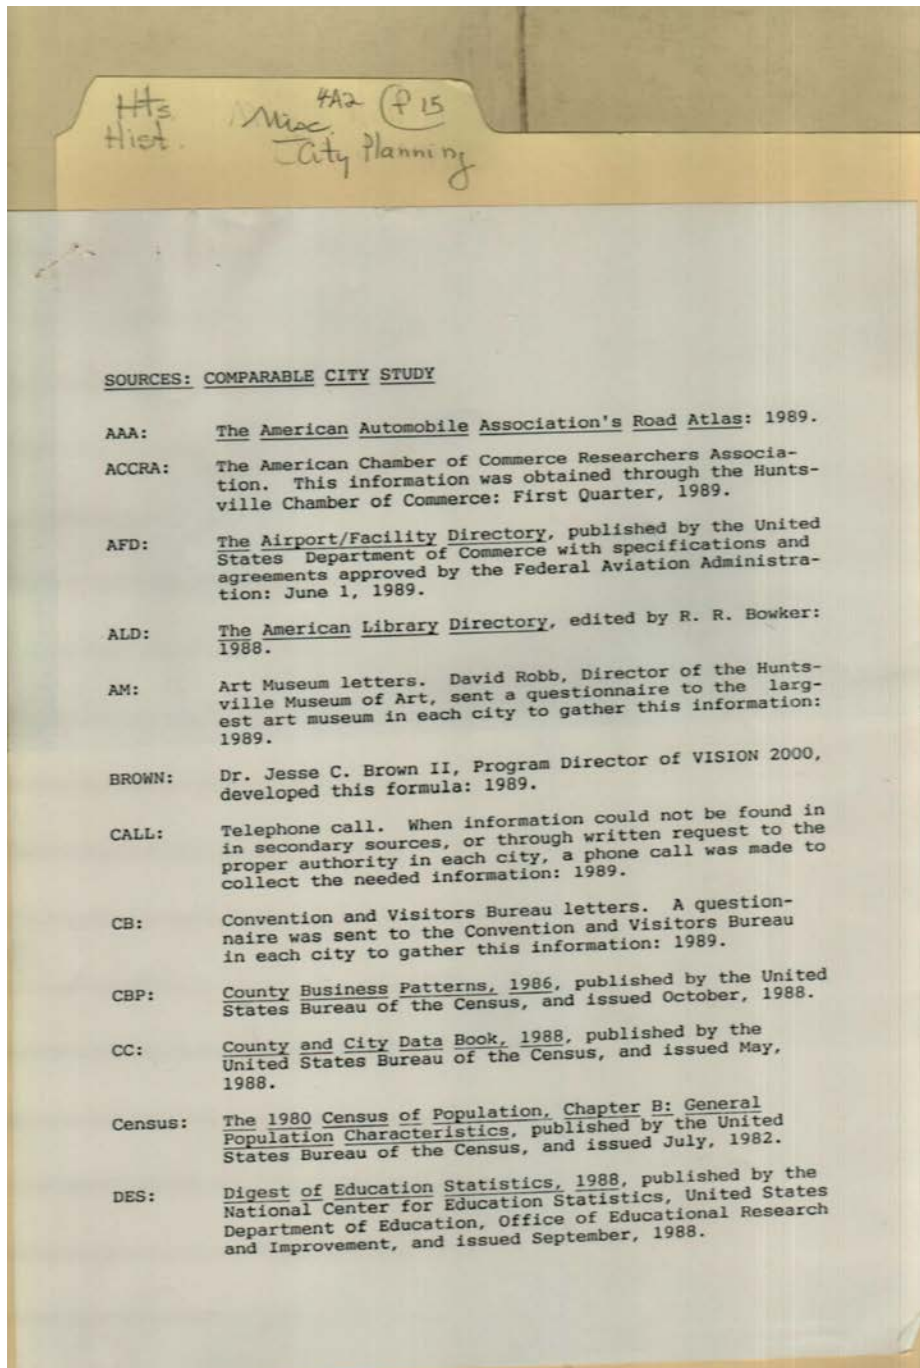 Hts. Hist.
4A2 (f 15
Misc.
City Planning
SOURCES: COMPARABLE CITY STUDY
AAA: The American Automobile Association's Road Atlas: 1989.
ACCRA: The American Chamber of Commerce Researchers Associa-
tion. This information was obtained through the Hunts-
ville Chamber of Commerce: First Quarter, 1989.
AFD: The Airport/Facility Directory, published by the United
States Department of Commerce with specifications and
agreements approved by the Federal Aviation Administra-
tion: June 1, 1989.
ALD: The American Library Directory, edited by R. R. Bowker:
1988.
AM: Art Museum letters. David Robb, Director of the Hunts-
ville Museum of Art, sent a questionnaire to the larg-
est art museum in each city to gather this information:
1989.
BROWN: Dr. Jesse C. Brown II, Program Director of VISION 2000,
developed this formula: 1989.
CALL: Telephone call. When information could not be found in
in secondary sources, or through written request to the
proper authority in each city, a phone call was made to
collect the needed information: 1989.
CB: Convention and Visitors Bureau letters. A question-
naire was sent to the Convention and Visitors Bureau
in each city to gather this information: 1989.
CBP: County Business Patterns, 1986, published by the United
States Bureau of the Census, and issued October, 1988.
CC: County and City Data Book, 1988, published by the
United States Bureau of the Census, and issued May,
1988.
Census: The 1980 Census of Population, Chapter B: General
Population Characteristics, published by the United
States Bureau of the Census, and issued July, 1982.
DES: Digest of Education Statistics, 1988, published by the
National Center for Education Statistics, United States
Department of Education, Office of Educational Research
and Improvement, and issued September, 1988.